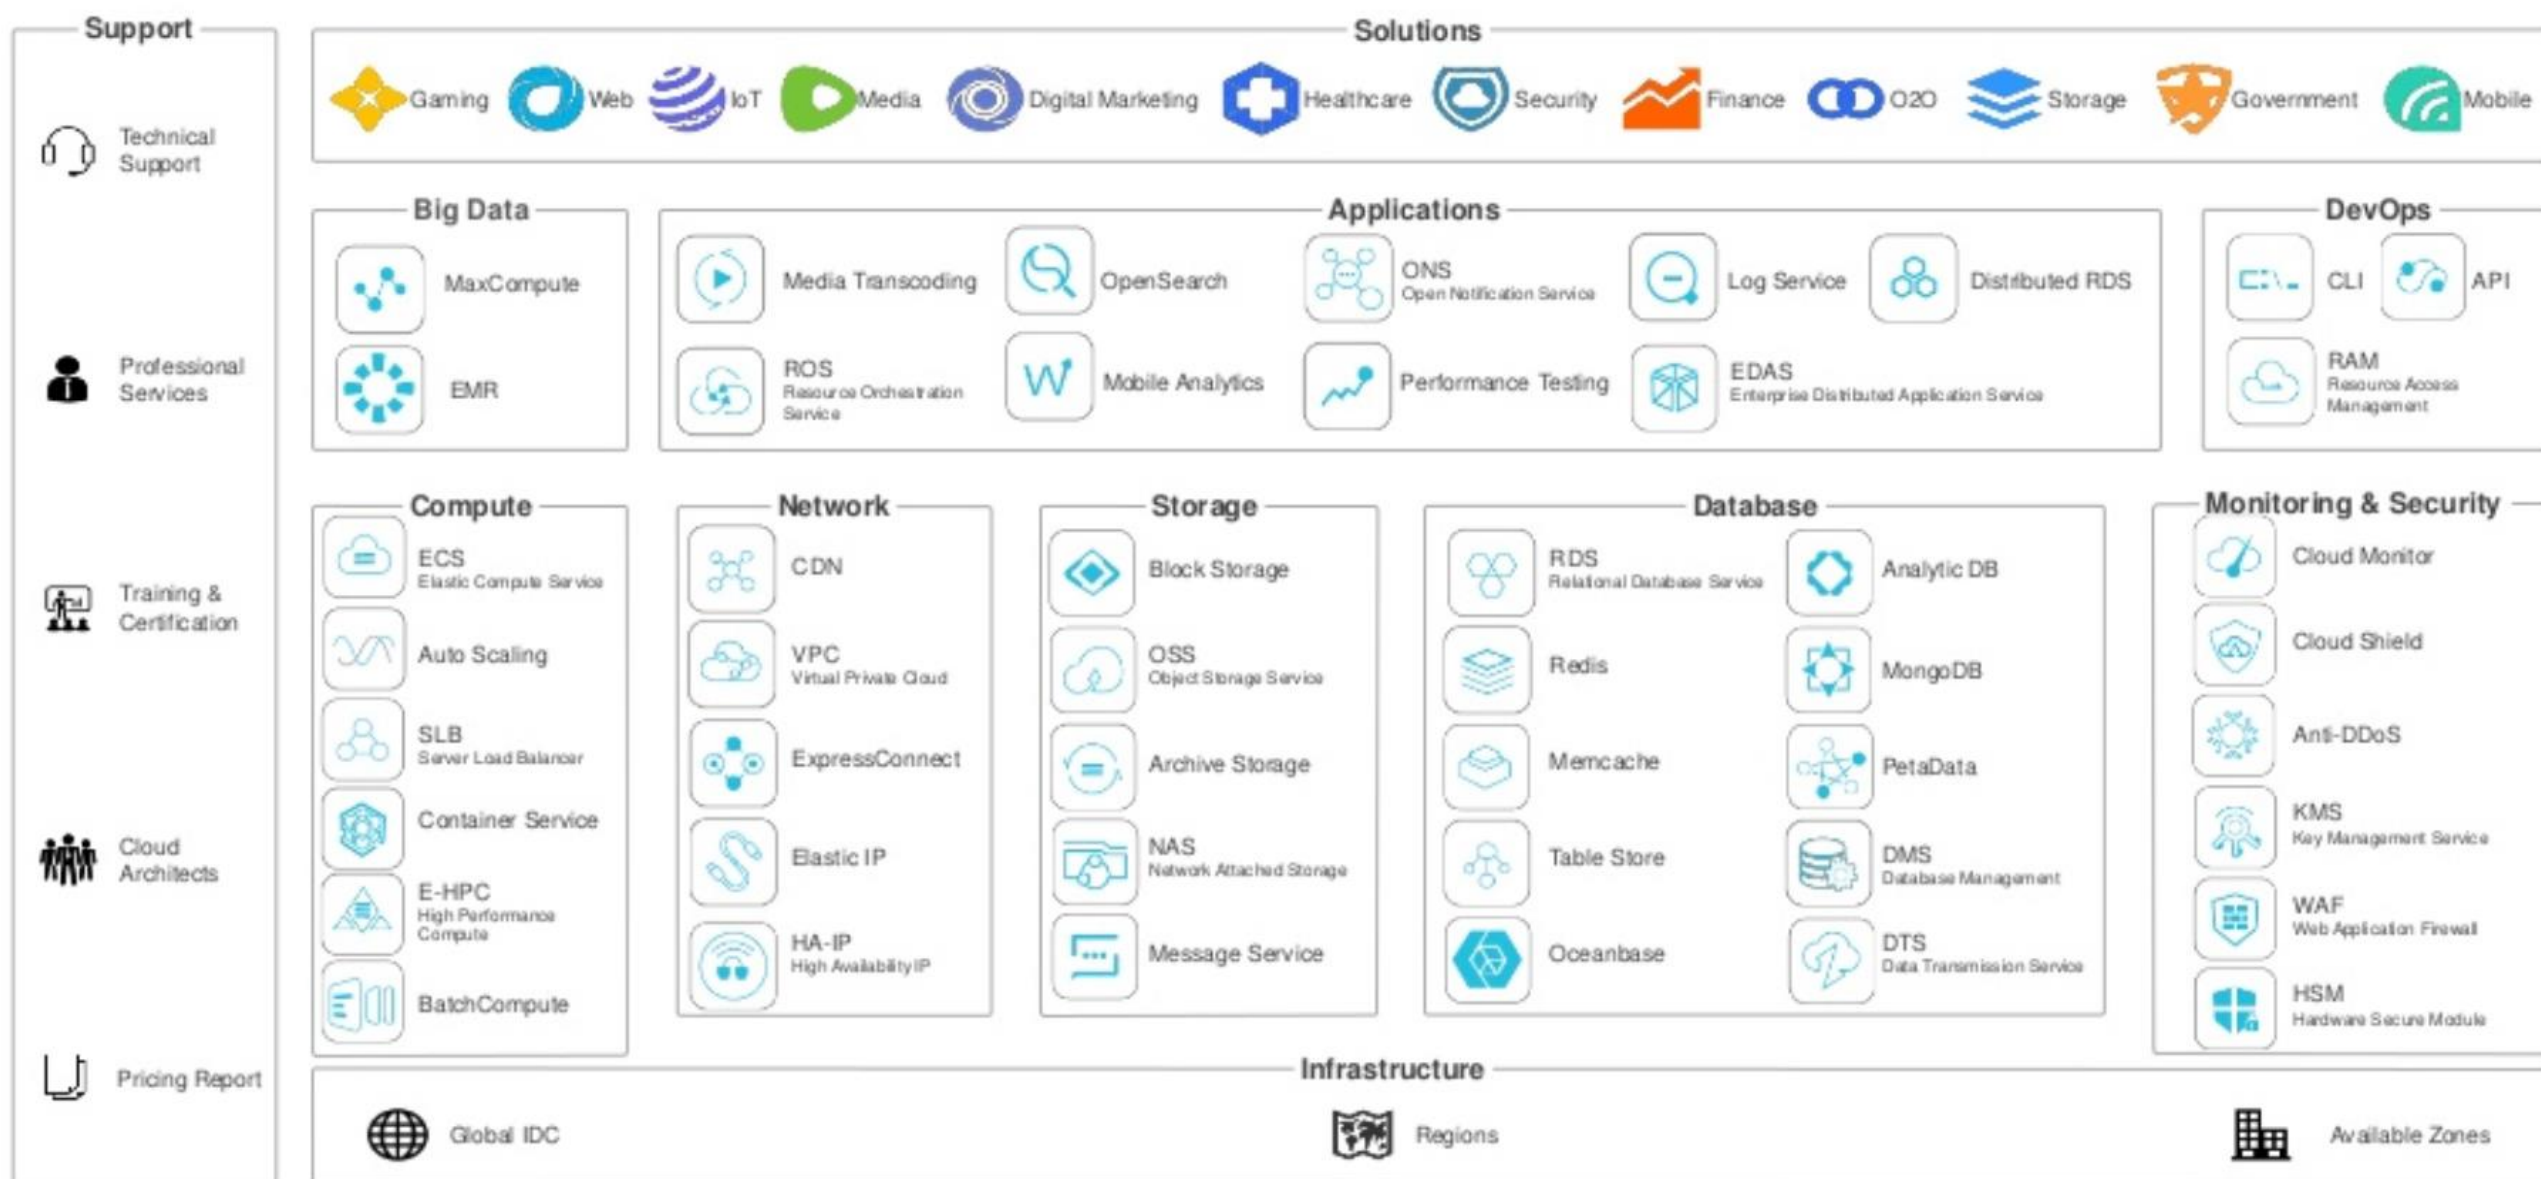 Support
Technical
Support
Professional
Services
Training &
Certification
Cloud
Architects
Pricing Report
Solutions
Gaming
Web
IoT
Media
Digital Marketing
Healthcare
Security
Finance
O2O
Storage
Government
Mobile
Big Data
MaxCompute
EMR
Applications
Media Transcoding
OpenSearch
ONS
Open Notification Service
Log Service
Distributed RDS
ROS
Resource Orchestration
Service
Mobile Analytics
Performance Testing
EDAS
Enterprise Distributed Application Service
DevOps
CLI
API
RAM
Resource Access
Management
Compute
ECS
Elastic Compute Service
Auto Scaling
SLB
Server Load Balancer
Container Service
E-HPC
High Performance
Compute
BatchCompute
Network
CDN
VPC
Virtual Private Cloud
ExpressConnect
Elastic IP
HA-IP
High Availability IP
Storage
Block Storage
OSS
Object Storage Service
Archive Storage
NAS
Network Attached Storage
Message Service
Database
RDS
Relational Database Service
Redis
Memcache
Table Store
Oceanbase
Analytic DB
MongoDB
PetaData
DMS
Database Management
DTS
Data Transmission Service
Monitoring & Security
Cloud Monitor
Cloud Shield
Anti-DDoS
KMS
Key Management Service
WAF
Web Application Firewall
HSM
Hardware Secure Module
Infrastructure
Global IDC
Regions
Available Zones